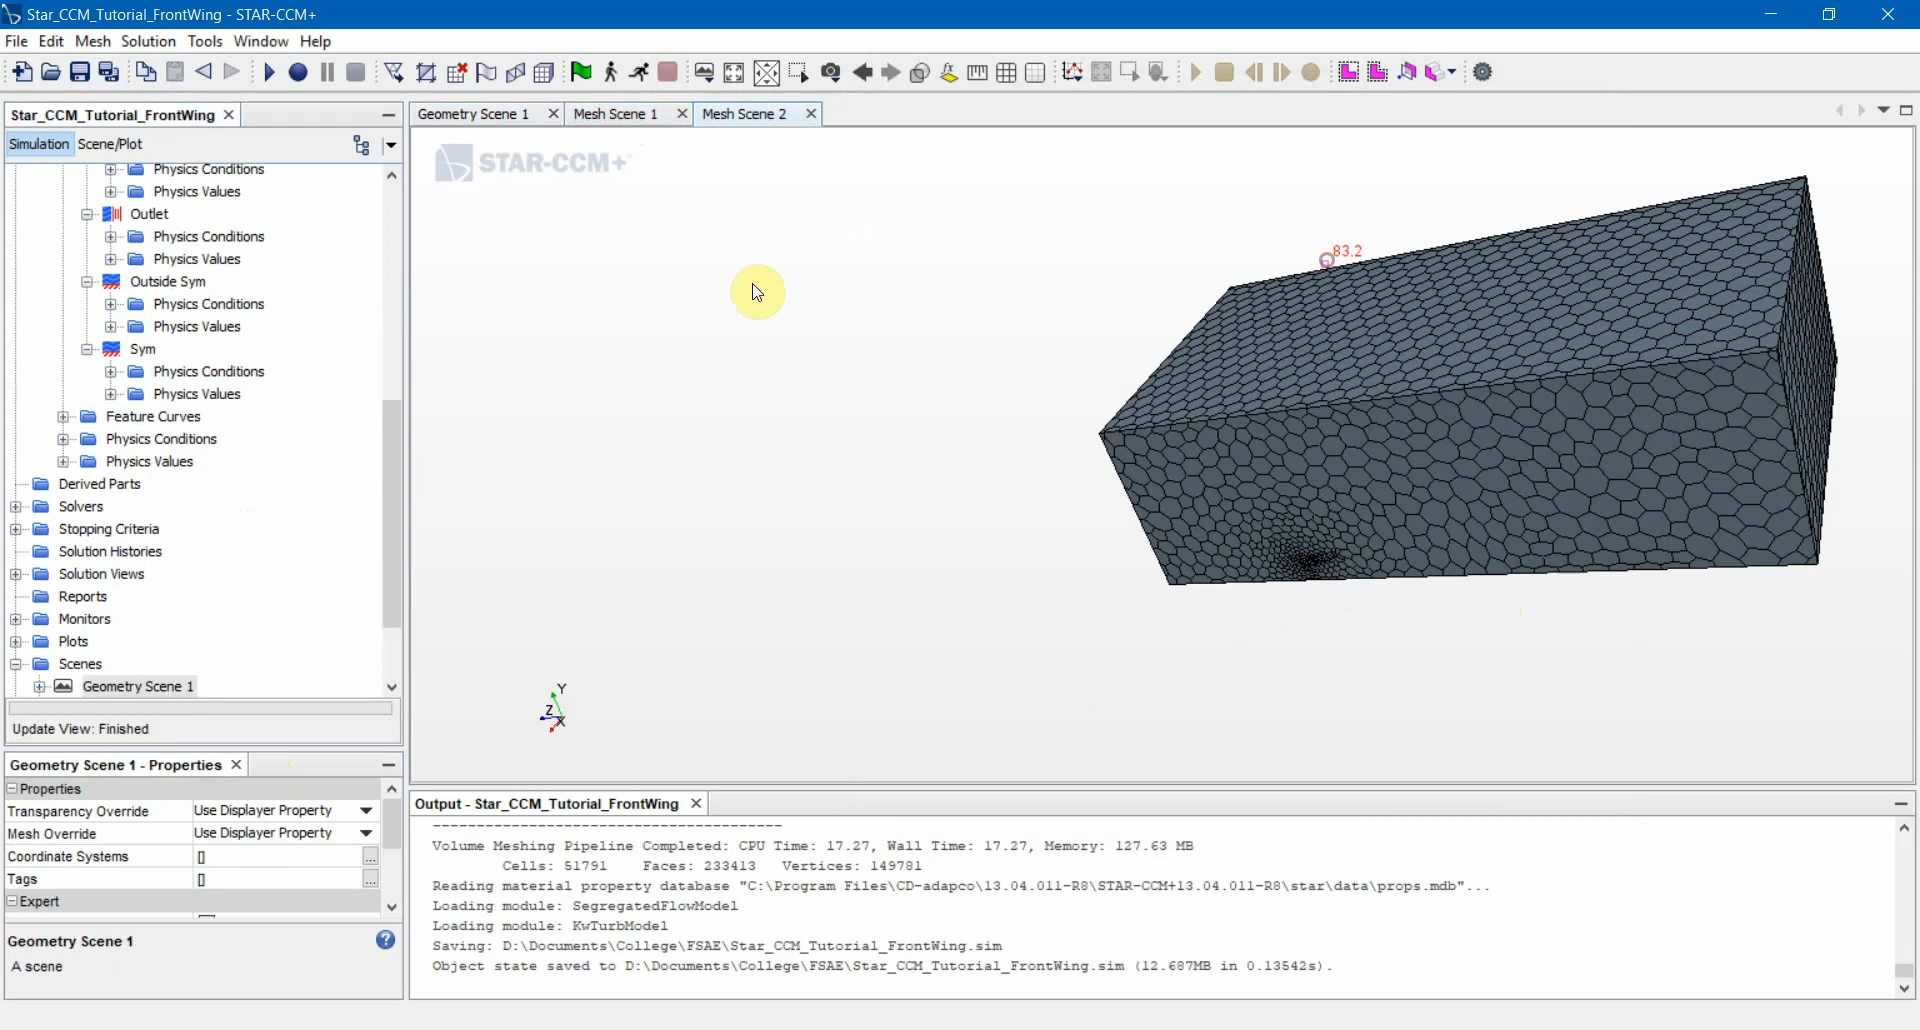 Star_CCM_Tutorial_FrontWing - STAR-CCM+
File Edit Mesh Solution Tools Window Help
Star_CCM_Tutorial_FrontWing
Simulation Scene/Plot
Physics Conditions
Physics Values
Outlet
Physics Conditions
Physics Values
Outside Sym
Physics Conditions
Physics Values
Sym
Physics Conditions
Physics Values
Feature Curves
Physics Conditions
Physics Values
Derived Parts
Solvers
Stopping Criteria
Solution Histories
Solution Views
Reports
Monitors
Plots
Scenes
Geometry Scene 1
Update View: Finished
Geometry Scene 1 - Properties
Properties
Transparency Override Use Displayer Property
Mesh Override Use Displayer Property
Coordinate Systems []
Tags []
Expert
Geometry Scene 1
A scene
Geometry Scene 1 Mesh Scene 1 Mesh Scene 2
STAR-CCM+
83.2
Y
Z
X
Output - Star_CCM_Tutorial_FrontWing
----------------------------------------
Volume Meshing Pipeline Completed: CPU Time: 17.27, Wall Time: 17.27, Memory: 127.63 MB
Cells: 51791 Faces: 233413 Vertices: 149781
Reading material property database "C:\Program Files\CD-adapco\13.04.011-R8\STAR-CCM+13.04.011-R8\star\data\props.mdb"...
Loading module: SegregatedFlowModel
Loading module: KwTurbModel
Saving: D:\Documents\College\FSAE\Star_CCM_Tutorial_FrontWing.sim
Object state saved to D:\Documents\College\FSAE\Star_CCM_Tutorial_FrontWing.sim (12.687MB in 0.13542s).